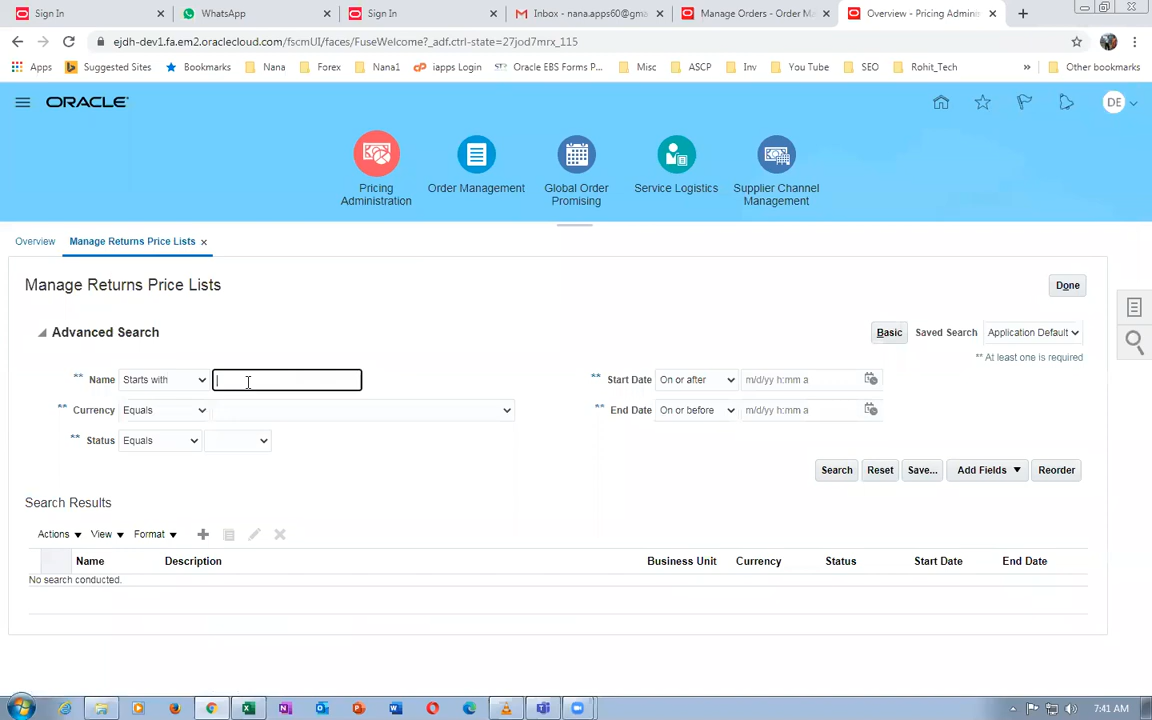 Sign In
WhatsApp
Sign In
Inbox - nana.apps60@gma
Manage Orders - Order M
Overview - Pricing Adminis
ejdh-dev1.fa.em2.oraclecloud.com/fscmUI/faces/FuseWelcome?_adf.ctrl-state=27jod7mrx_115
Apps
Suggested Sites
Bookmarks
Nana
Forex
Nana1
iapps Login
Oracle EBS Forms P...
Misc
ASCP
Inv
You Tube
SEO
Rohit_Tech
»
Other bookmarks
ORACLE
DE
Pricing Administration
Order Management
Global Order Promising
Service Logistics
Supplier Channel Management
Overview
Manage Returns Price Lists
Manage Returns Price Lists
Done
Advanced Search
Basic
Saved Search
Application Default
** At least one is required
** Name
Starts with
** Start Date
On or after
m/d/yy h:mm a
** Currency
Equals
** End Date
On or before
m/d/yy h:mm a
** Status
Equals
Search
Reset
Save...
Add Fields
Reorder
Search Results
Actions
View
Format
Name
Description
Business Unit
Currency
Status
Start Date
End Date
No search conducted.
7:41 AM